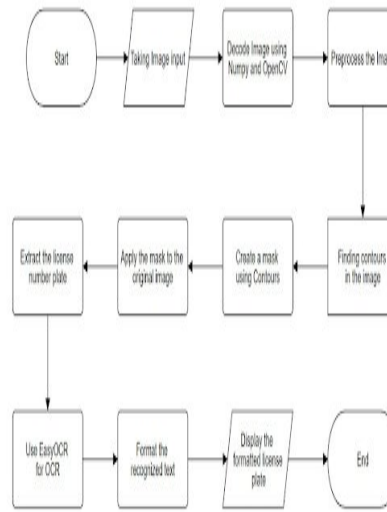 Start
Taking Image input
Decode Image using
Numpy and OpenCV
Preprocess the Ima
Extract the license
number plate
Apply the mask to the
original image
Create a mask
using Contours
Finding contours
in the image
Use EasyOCR
for OCR
Format the
recognized text
Display the
formatted license
plate
End